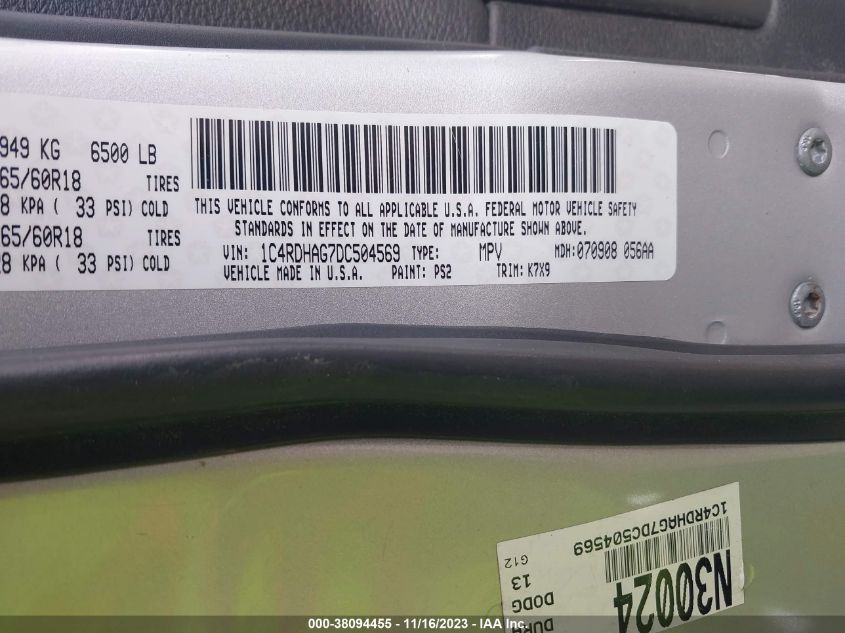 949 KG 6500 LB
65/60R18 TIRES
8 KPA ( 33 PSI) COLD
65/60R18 TIRES
28 KPA ( 33 PSI) COLD
THIS VEHICLE CONFORMS TO ALL APPLICABLE U.S.A. FEDERAL MOTOR VEHICLE SAFETY
STANDARDS IN EFFECT ON THE DATE OF MANUFACTURE SHOWN ABOVE.
VIN: 1C4RDHAG7DC504569 TYPE: MPV MDH:070908 056AA
VEHICLE MADE IN U.S.A. PAINT: PS2 TRIM: K7X9
1C4RDHAG7DC504569
N30024
G12
13
DODG
DURA
000-38094455 - 11/16/2023 - IAA, LLC